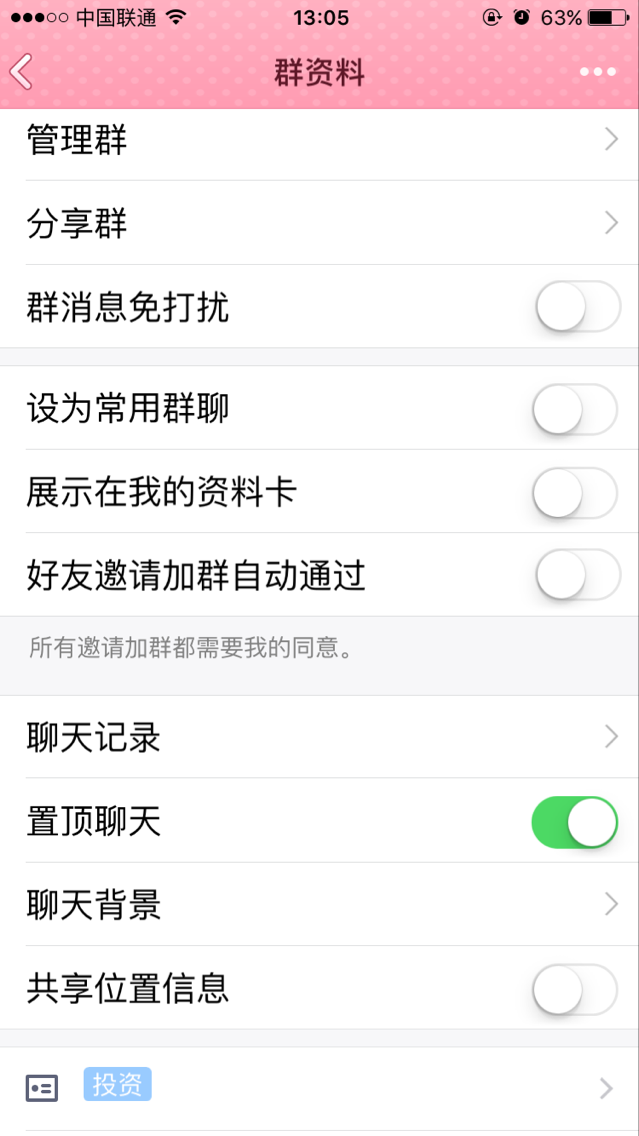 中国联通 13:05 63%
群资料
管理群
分享群
群消息免打扰
设为常用群聊
展示在我的资料卡
好友邀请加群自动通过
所有邀请加群都需要我的同意。
聊天记录
置顶聊天
聊天背景
共享位置信息
投资